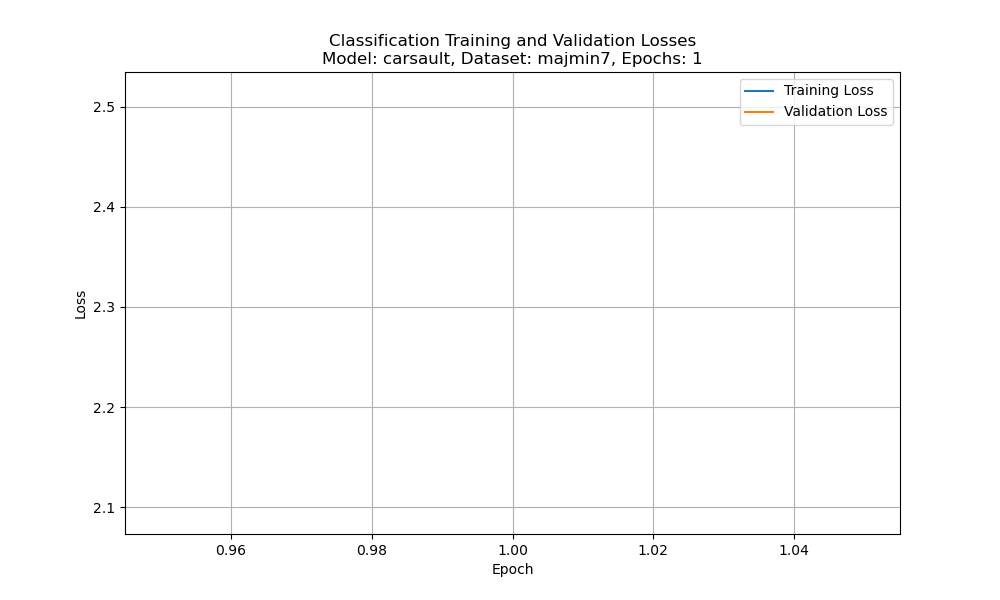 Classification Training and Validation Losses
Model: carsault, Dataset: majmin7, Epochs: 1
Training Loss
Validation Loss
2.5
2.4
2.3
2.2
2.1
Loss
0.96 0.98 1.00 1.02 1.04
Epoch